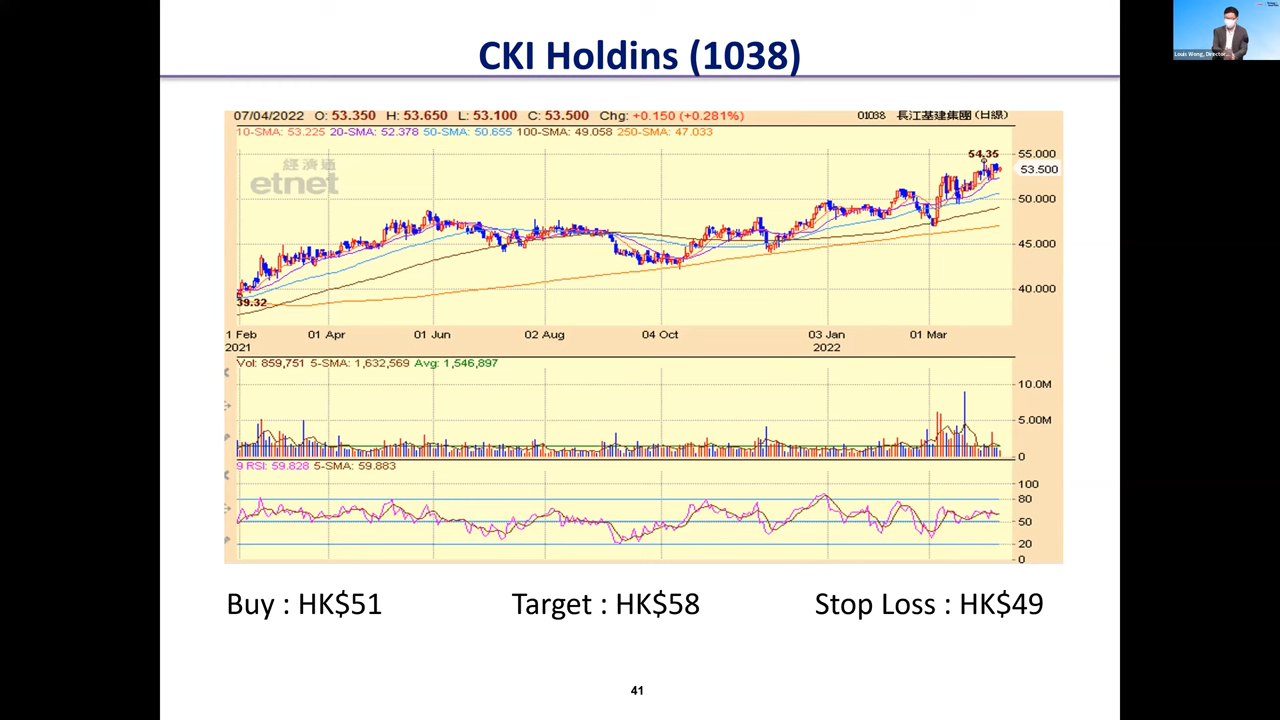 CKI Holdins (1038)
Louis Wong, Director...
07/04/2022 O: 53.350 H: 53.650 L: 53.100 C: 53.500 Chg: +0.150 (+0.281%) 01038 長江基建集團 (日線)
10-SMA: 53.225 20-SMA: 52.378 50-SMA: 50.655 100-SMA: 49.058 250-SMA: 47.033
經濟通
etnet
54.35
55.000
53.500
50.000
45.000
40.000
39.32
1 Feb 01 Apr 01 Jun 02 Aug 04 Oct 03 Jan 01 Mar
2021 2022
Vol: 859,751 5-SMA: 1,632,569 Avg: 1,546,897
10.0M
5.00M
0
9 RSI: 59.828 5-SMA: 59.883
100
80
50
20
0
Buy : HK$51 Target : HK$58 Stop Loss : HK$49
41